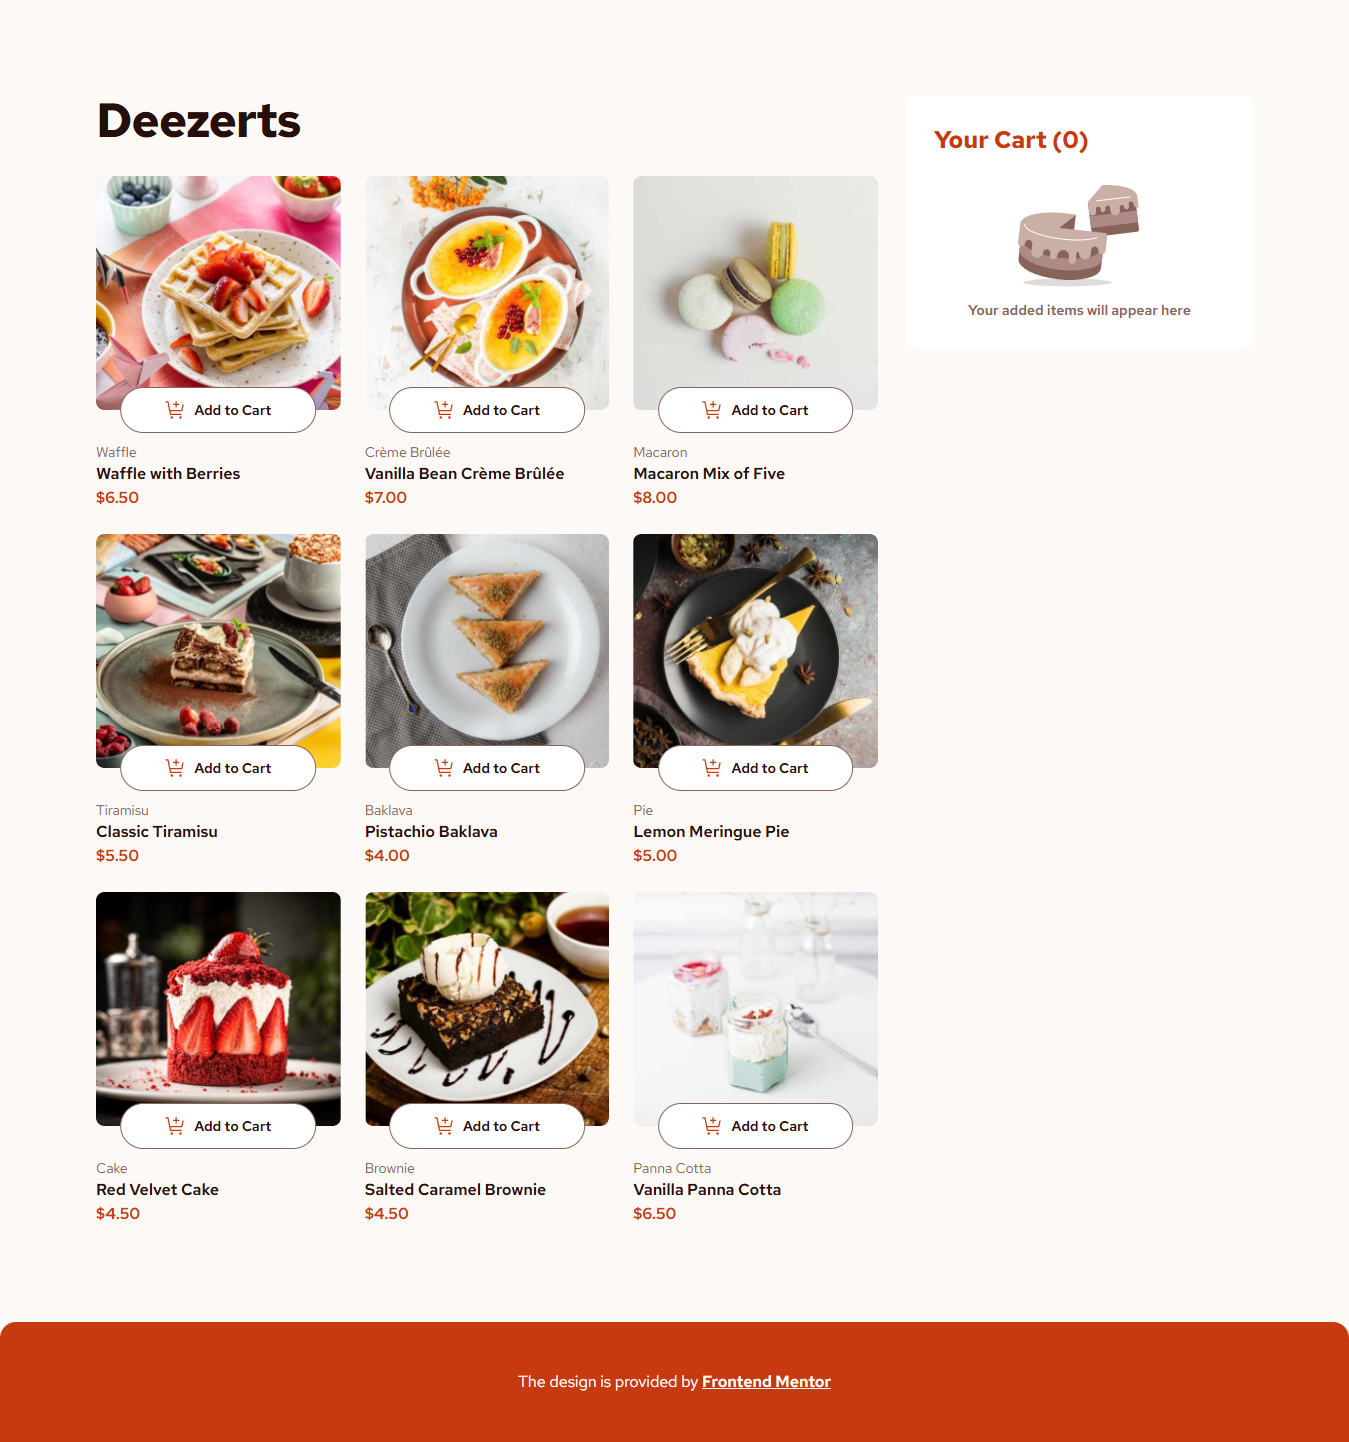 Deezerts
Your Cart (0)
Your added items will appear here
Add to Cart
Add to Cart
Add to Cart
Waffle
Waffle with Berries
$6.50
Crème Brûlée
Vanilla Bean Crème Brûlée
$7.00
Macaron
Macaron Mix of Five
$8.00
Add to Cart
Add to Cart
Add to Cart
Tiramisu
Classic Tiramisu
$5.50
Baklava
Pistachio Baklava
$4.00
Pie
Lemon Meringue Pie
$5.00
Add to Cart
Add to Cart
Add to Cart
Cake
Red Velvet Cake
$4.50
Brownie
Salted Caramel Brownie
$4.50
Panna Cotta
Vanilla Panna Cotta
$6.50
The design is provided by Frontend Mentor